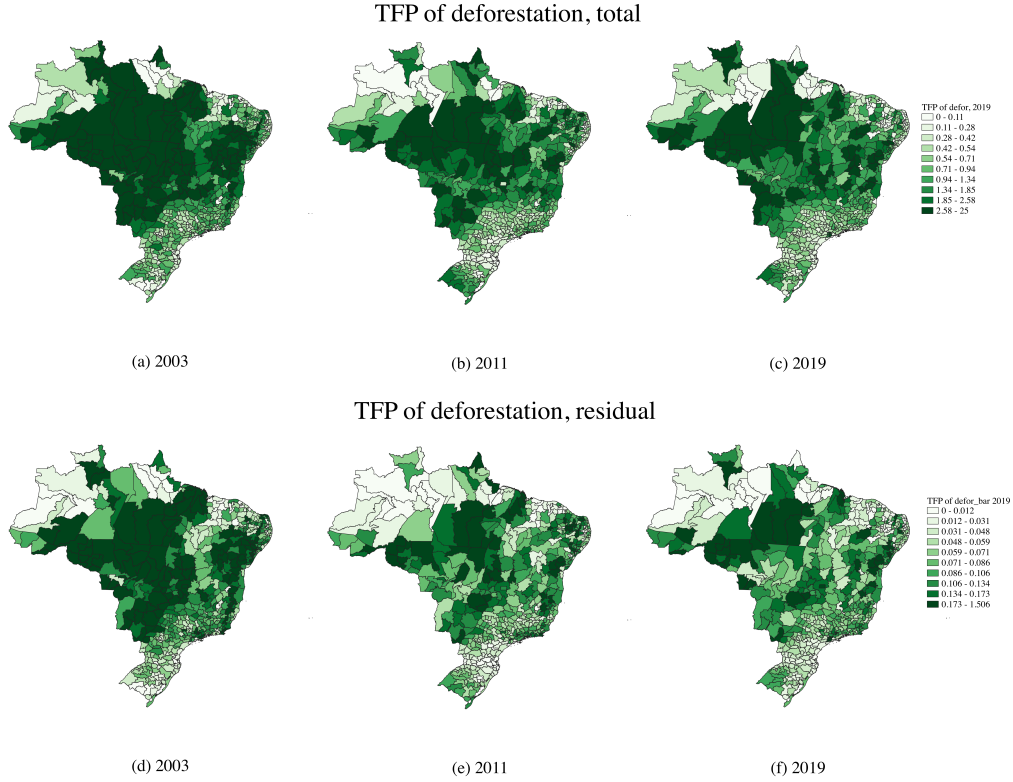 TFP of deforestation, total
TFP of defor, 2019
0 - 0.11
0.11 - 0.28
0.28 - 0.42
0.42 - 0.54
0.54 - 0.71
0.71 - 0.94
0.94 - 1.34
1.34 - 1.85
1.85 - 2.58
2.58 - 25
(a) 2003
(b) 2011
(c) 2019
TFP of deforestation, residual
TFP of defor_bar 2019
0 - 0.012
0.012 - 0.031
0.031 - 0.048
0.048 - 0.059
0.059 - 0.071
0.071 - 0.086
0.086 - 0.106
0.106 - 0.134
0.134 - 0.173
0.173 - 1.506
(d) 2003
(e) 2011
(f) 2019